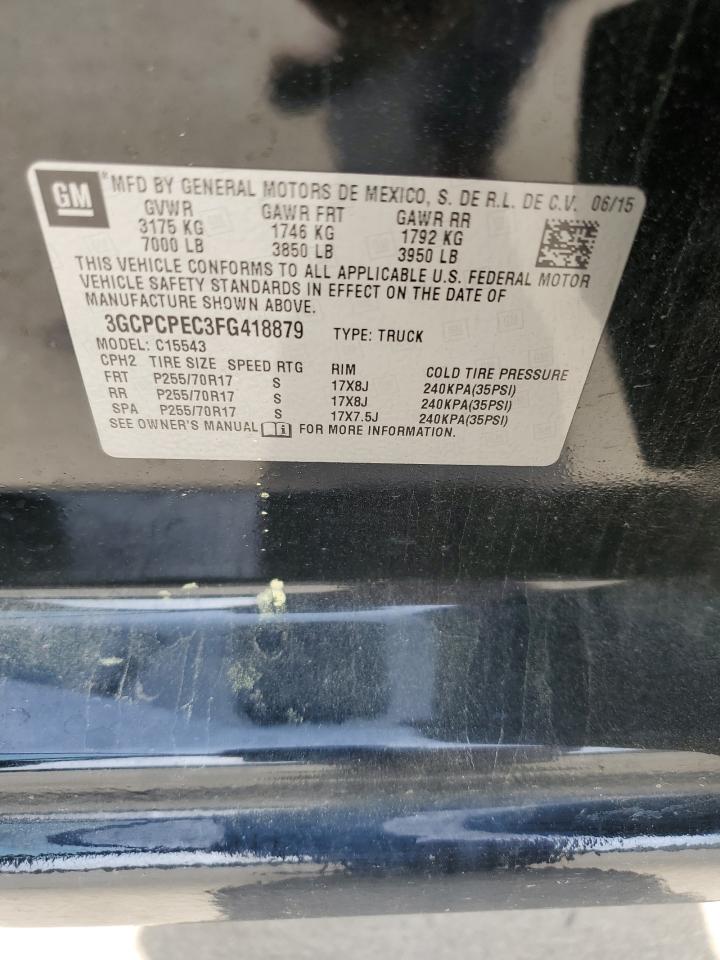 GM
MFD BY GENERAL MOTORS DE MEXICO, S. DE R.L. DE C.V. 06/15
GVWR GAWR FRT GAWR RR
3175 KG 1746 KG 1792 KG
7000 LB 3850 LB 3950 LB
THIS VEHICLE CONFORMS TO ALL APPLICABLE U.S. FEDERAL MOTOR
VEHICLE SAFETY STANDARDS IN EFFECT ON THE DATE OF
MANUFACTURE SHOWN ABOVE.
3GCPCPEC3FG418879 TYPE: TRUCK
MODEL: C15543
CPH2 TIRE SIZE SPEED RTG RIM COLD TIRE PRESSURE
FRT P255/70R17 S 17X8J 240KPA(35PSI)
RR P255/70R17 S 17X8J 240KPA(35PSI)
SPA P255/70R17 S 17X7.5J 240KPA(35PSI)
SEE OWNER'S MANUAL i FOR MORE INFORMATION.